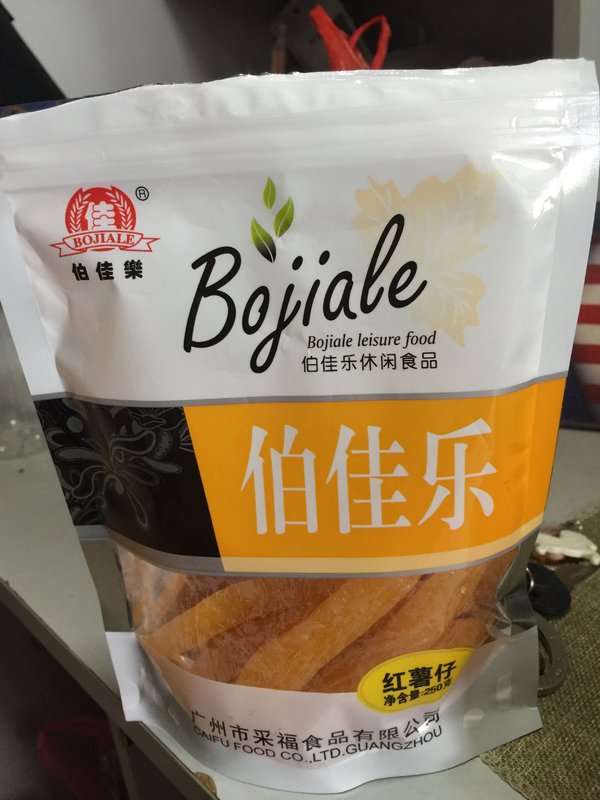 佳
®
BOJIALE
伯佳樂
Bojiale
Bojiale leisure food
伯佳乐休闲食品
伯佳乐
红薯仔
净含量:250克
广州市采福食品有限公司
CAIFU FOOD CO.,LTD.GUANGZHOU